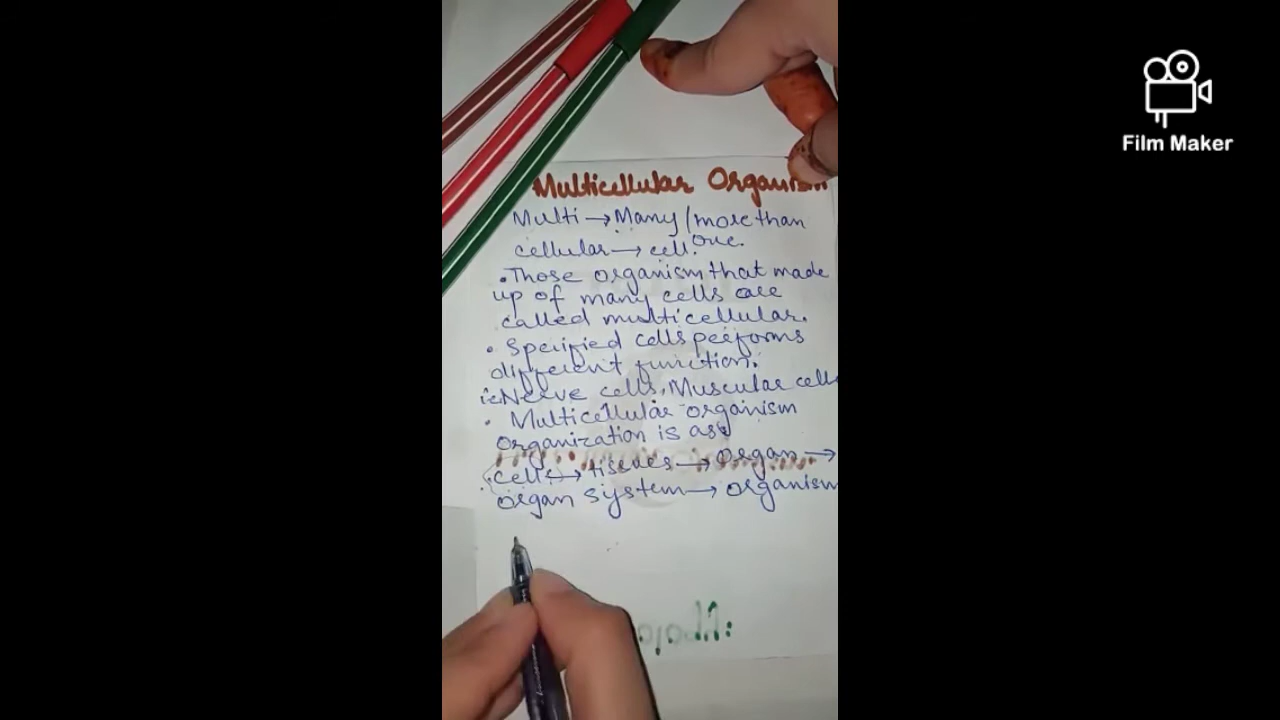 Film Maker
Multicellular Organism
Multi → Many / more than
cellular → cell. one.
• Those organism that made
up of many cells are
called multicellular.
• Specified cells performs
different function.
ie Nerve cells, Muscular cells
• Multicellular organism
organization is as
cells → tissues → organ →
organ system → organism